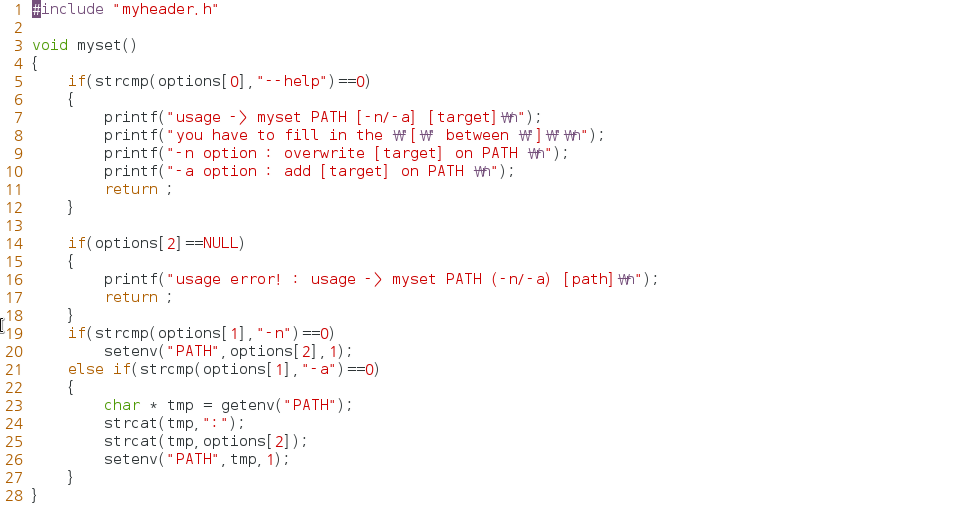 1 #include "myheader.h"
2
3 void myset()
4 {
5     if(strcmp(options[0],"--help")==0)
6     {
7         printf("usage -> myset PATH [-n/-a] [target]₩n");
8         printf("you have to fill in the ₩"[₩" between ₩"]₩"₩n");
9         printf("-n option : overwrite [target] on PATH ₩n");
10         printf("-a option : add [target] on PATH ₩n");
11         return ;
12     }
13
14     if(options[2]==NULL)
15     {
16         printf("usage error! : usage -> myset PATH (-n/-a) [path]₩n");
17         return ;
18     }
19     if(strcmp(options[1],"-n")==0)
20         setenv("PATH",options[2],1);
21     else if(strcmp(options[1],"-a")==0)
22     {
23         char * tmp = getenv("PATH");
24         strcat(tmp,":");
25         strcat(tmp,options[2]);
26         setenv("PATH",tmp,1);
27     }
28 }